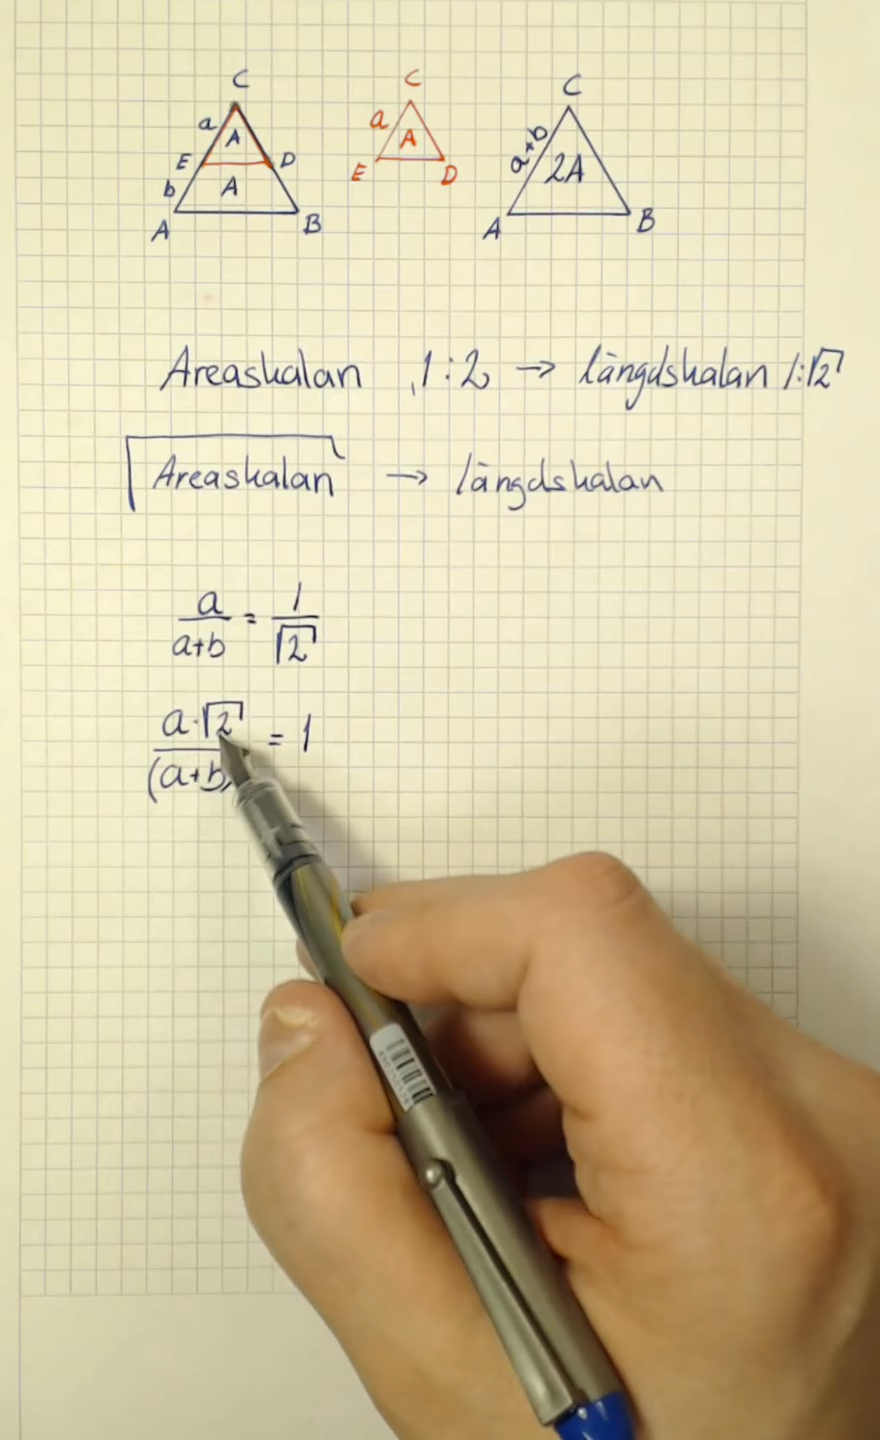 C C C
a A E D b A A B
a A E D
a+b 2A A B
Areaskalan 1:2 → längdskalan 1:√2
√Areaskalan → längdskalan
a/(a+b) = 1/√2
a·√2/(a+b) = 1